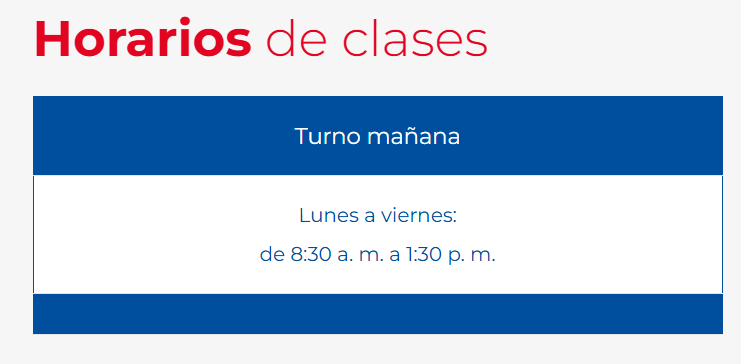 Horarios de clases
Turno mañana
Lunes a viernes:
de 8:30 a. m. a 1:30 p. m.